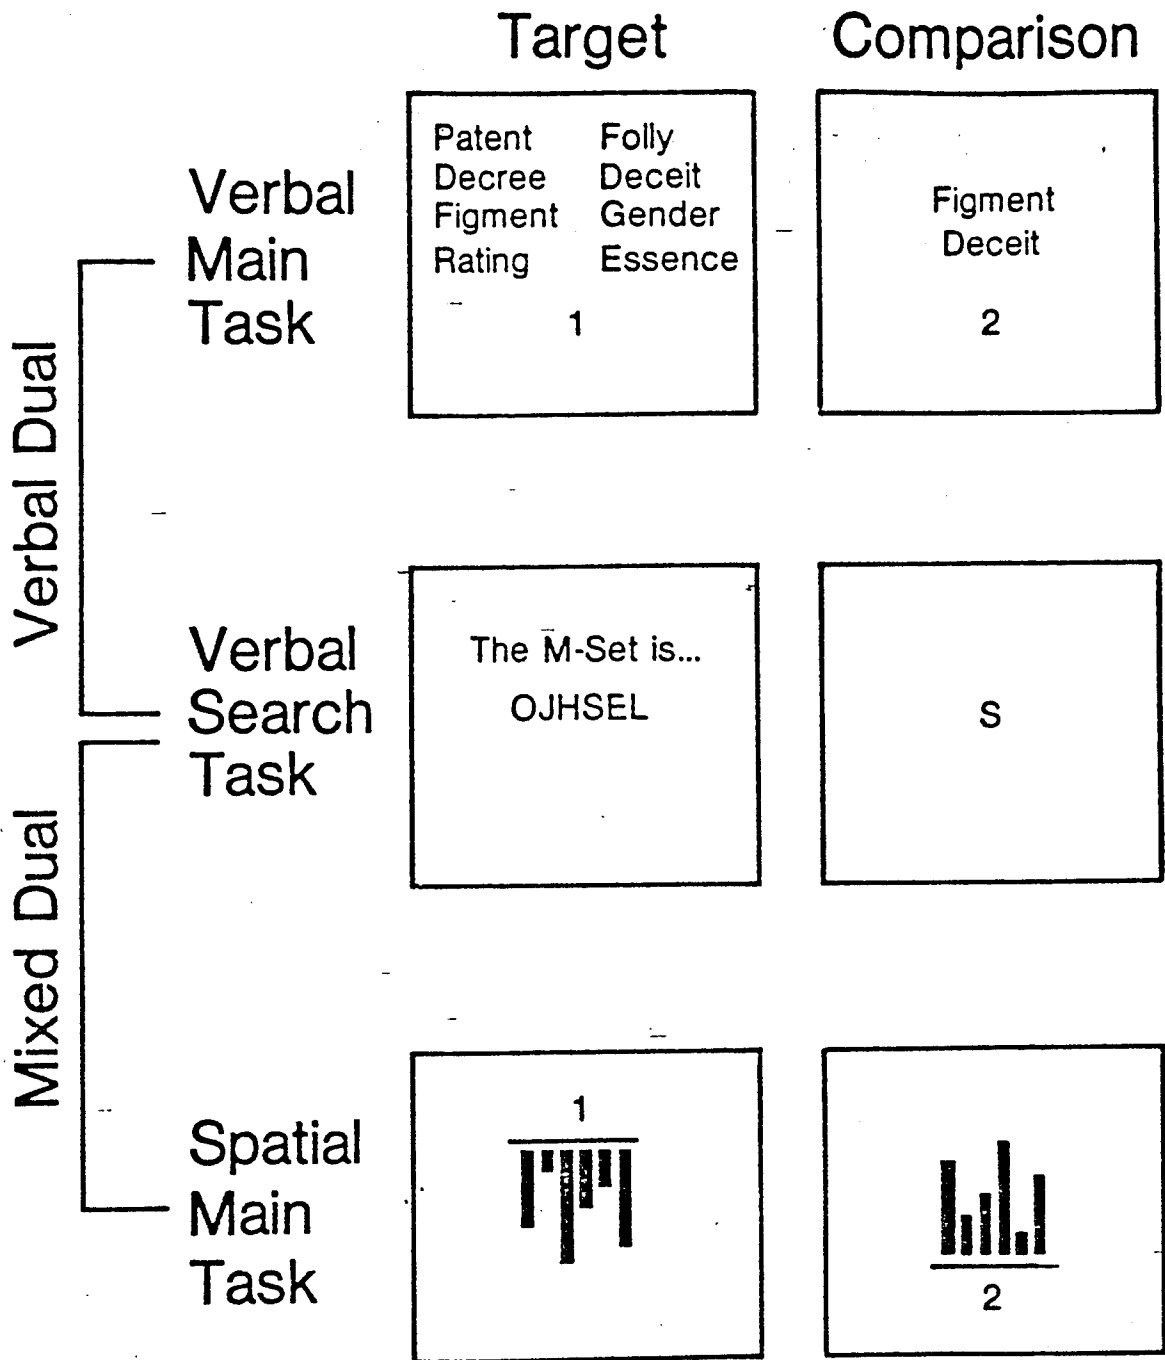 Target Comparison
Verbal Dual
Verbal
Main
Task
Patent Folly
Decree Deceit
Figment Gender
Rating Essence
1
Figment
Deceit
2
Verbal
Search
Task
The M-Set is...
OJHSEL
S
Mixed Dual
Spatial
Main
Task
1
2